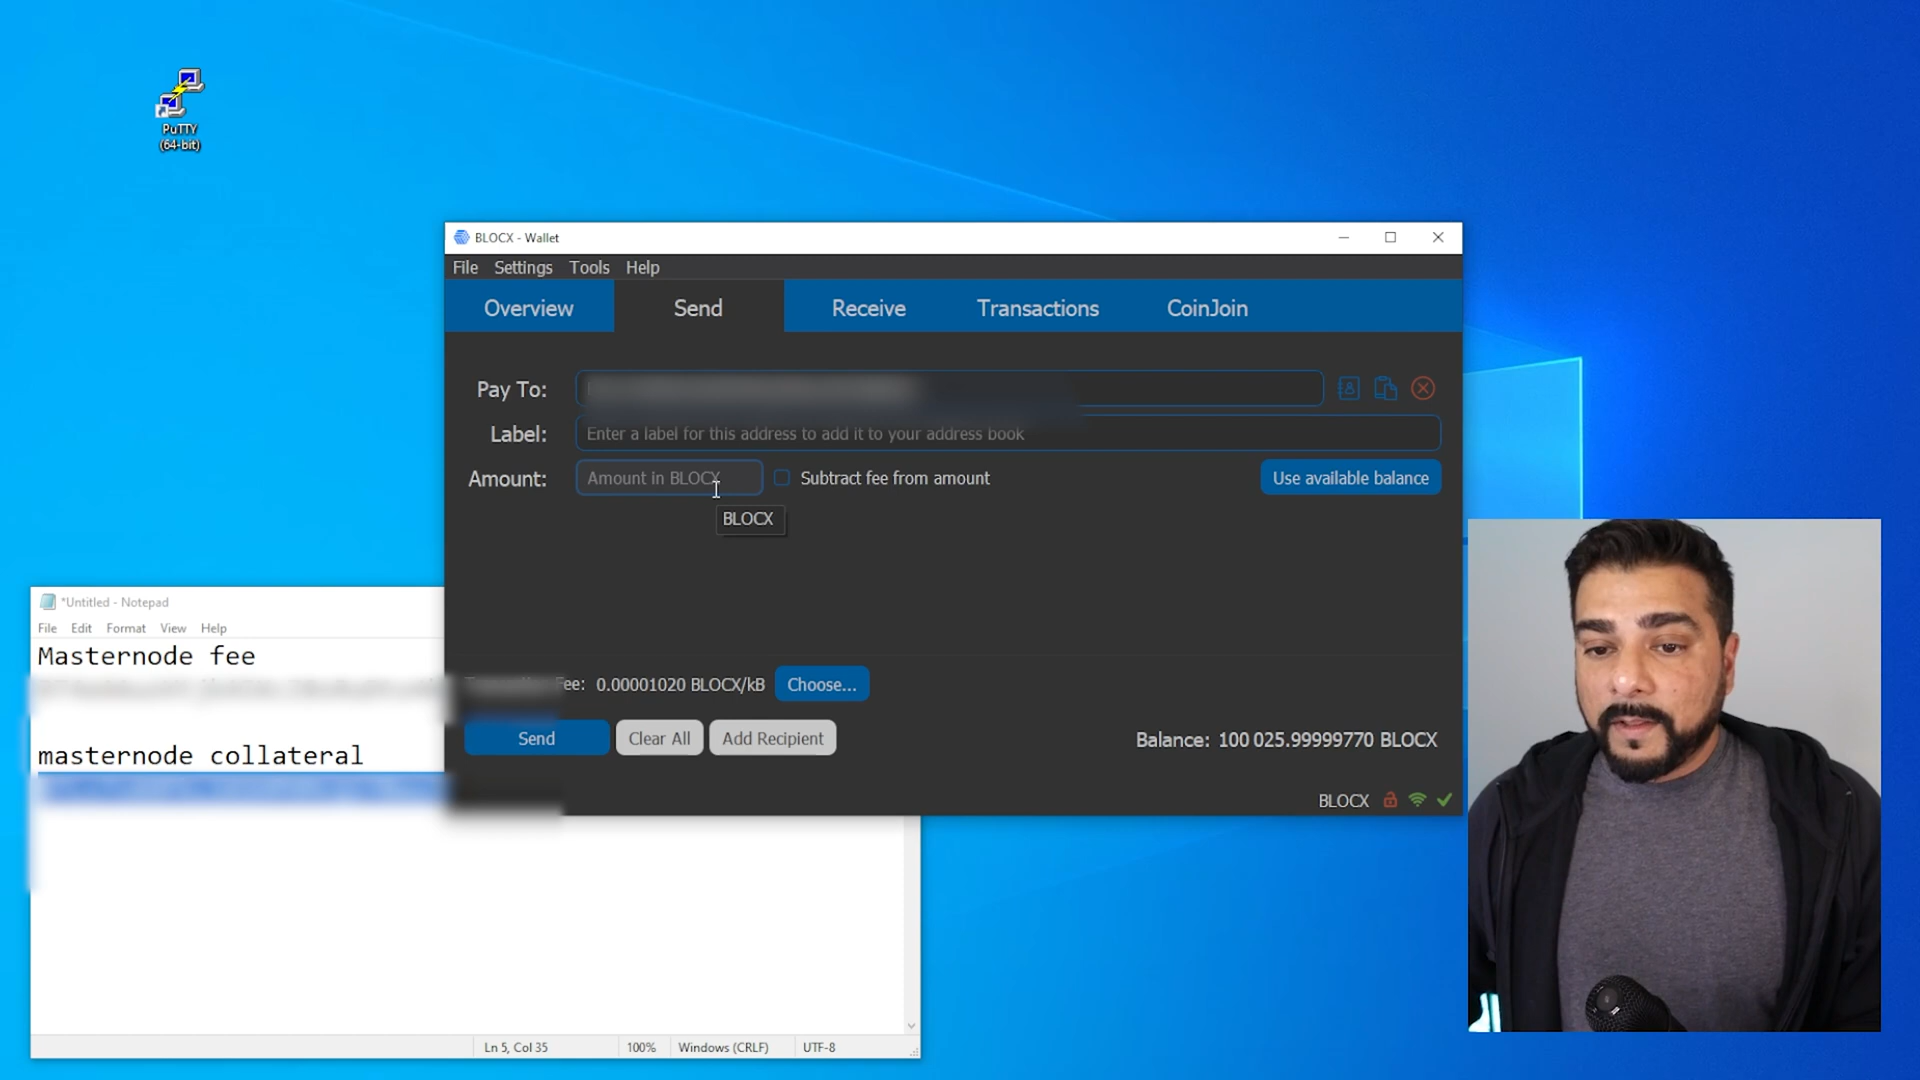 PuTTY
(64-bit)
BLOCX - Wallet
File Settings Tools Help
Overview Send Receive Transactions CoinJoin
Pay To:
Label: Enter a label for this address to add it to your address book
Amount: Amount in BLOCX Subtract fee from amount Use available balance
BLOCX
Fee: 0.00001020 BLOCX/kB Choose...
Send Clear All Add Recipient Balance: 100 025.99999770 BLOCX
BLOCX
*Untitled - Notepad
File Edit Format View Help
Masternode fee
masternode collateral
Ln 5, Col 35 100% Windows (CRLF) UTF-8